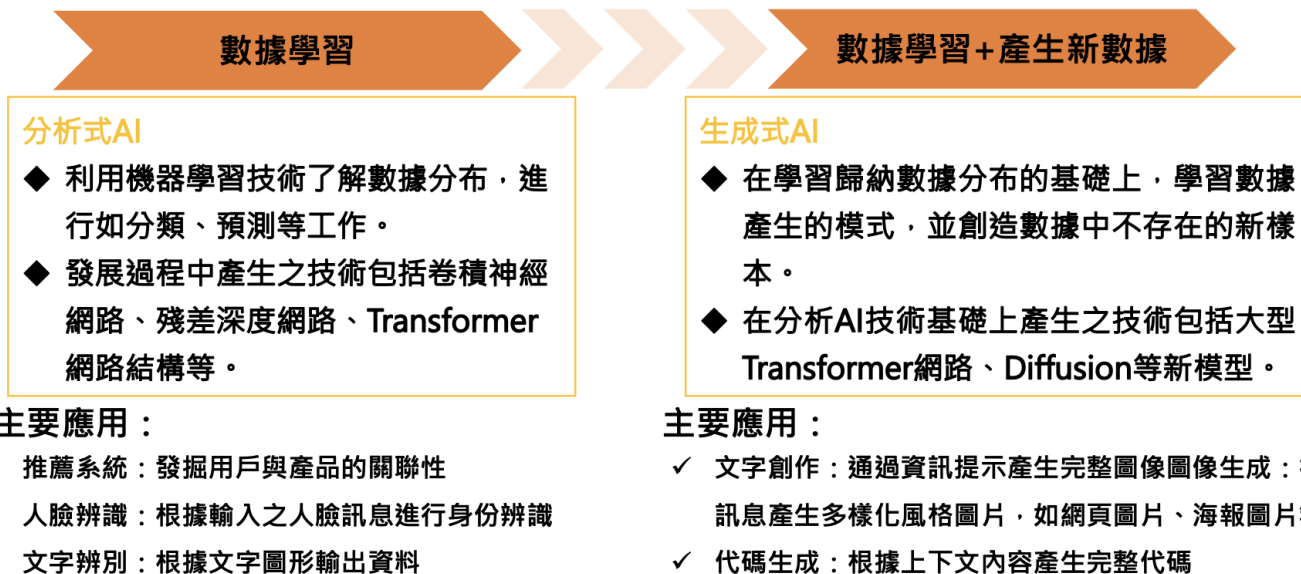 數據學習
數據學習+產生新數據
分析式AI
◆ 利用機器學習技術了解數據分布，進
行如分類、預測等工作。
◆ 發展過程中產生之技術包括卷積神經
網路、殘差深度網路、Transformer
網路結構等。
主要應用：
推薦系統：發掘用戶與產品的關聯性
人臉辨識：根據輸入之人臉訊息進行身份辨識
文字辨別：根據文字圖形輸出資料
生成式AI
◆ 在學習歸納數據分布的基礎上，學習數據
產生的模式，並創造數據中不存在的新樣
本。
◆ 在分析AI技術基礎上產生之技術包括大型
Transformer網路、Diffusion等新模型。
主要應用：
✓ 文字創作：通過資訊提示產生完整圖像圖像生成：
訊息產生多樣化風格圖片，如網頁圖片、海報圖片
✓ 代碼生成：根據上下文內容產生完整代碼